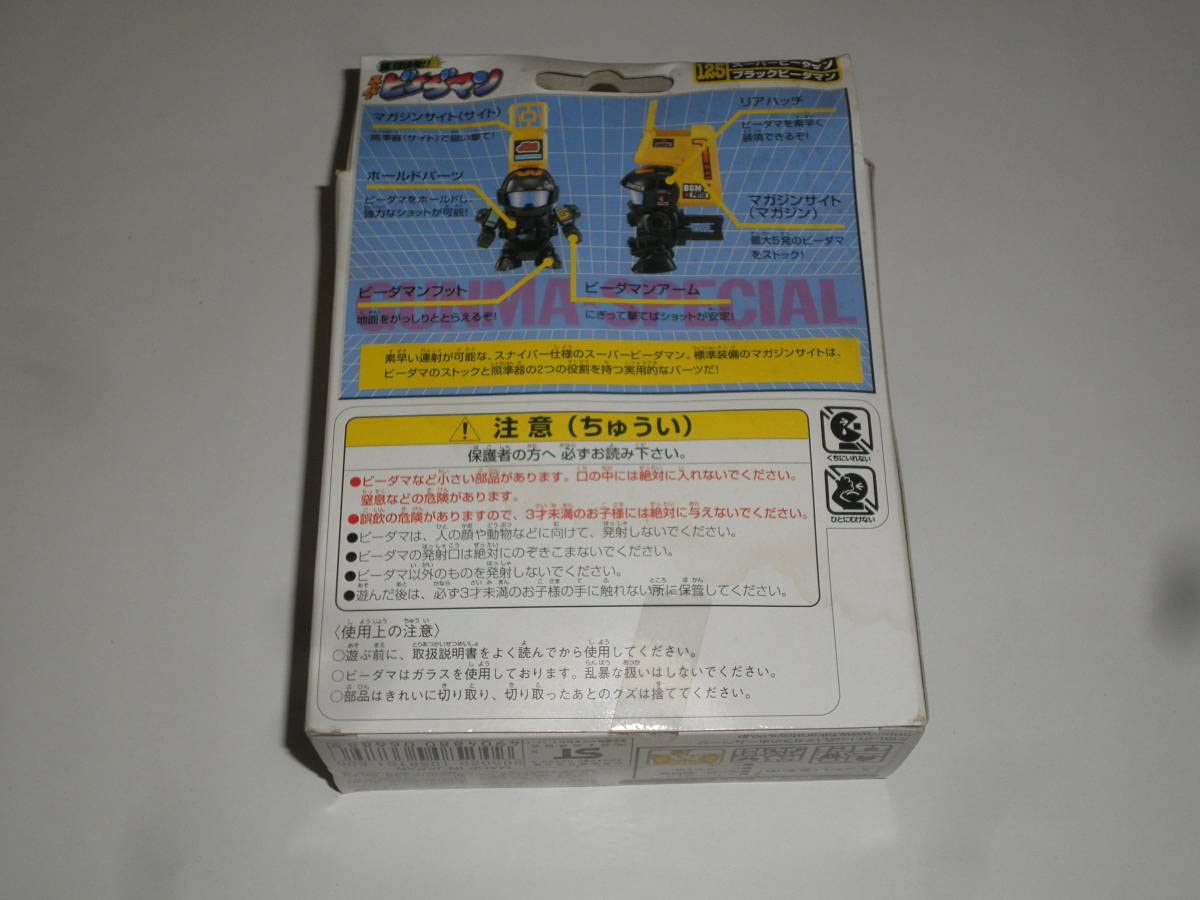 ビーダマン
125 スーパービーダマン
ブラックビーダマン
マガジンサイト(サイト)
照準器(サイト)で狙い撃て!
リアハッチ
ビーダマを素早く
装填できるぞ!
ホールドパーツ
ビーダマをホールドし、
強力なショットが可能!
BGM
マガジンサイト
(マガジン)
最大5発のビーダマ
をストック!
ビーダマンフット
地面をがっしりととらえるぞ!
ビーダマンアーム
にぎって撃てばショットが安定!
GUNMA SPECIAL
素早い連射が可能な、スナイパー仕様のスーパービーダマン。標準装備のマガジンサイトは、
ビーダマのストックと照準器の2つの役割を持つ実用的なパーツだ!
注意(ちゅうい)
保護者の方へ 必ずお読み下さい。
●ビーダマなど小さい部品があります。口の中には絶対に入れないでください。
窒息などの危険があります。
●誤飲の危険がありますので、3才未満のお子様には絶対に与えないでください。
●ビーダマは、人の顔や動物などに向けて、発射しないでください。
●ビーダマの発射口は絶対にのぞきこまないでください。
●ビーダマ以外のものを発射しないでください。
●遊んだ後は、必ず3才未満のお子様の手に触れない所に保管してください。
くちにいれない
ひとにむけない
〈使用上の注意〉
○遊ぶ前に、取扱説明書をよく読んでから使用してください。
○ビーダマはガラスを使用しております。乱暴な扱いはしないでください。
○部品はきれいに切り取り、切り取ったあとのクズは捨ててください。
ST